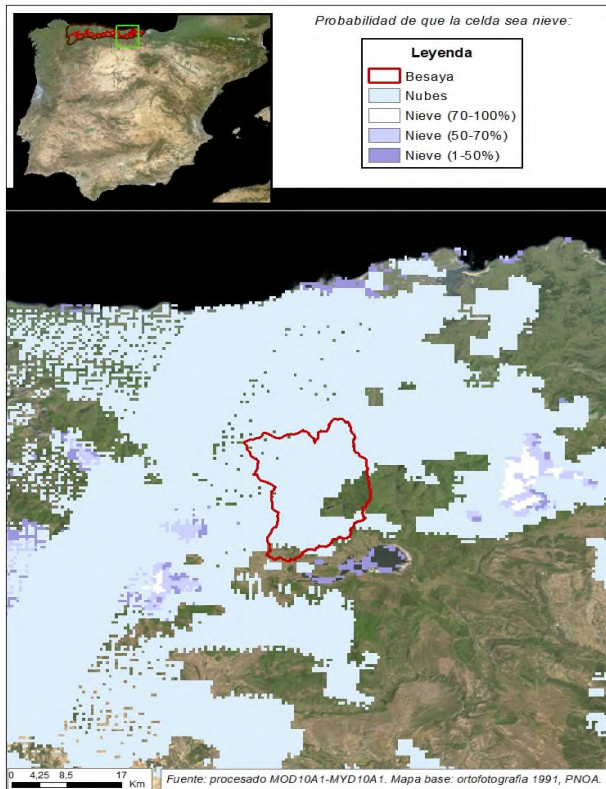 Probabilidad de que la celda sea nieve:
Leyenda
Besaya
Nubes
Nieve (70-100%)
Nieve (50-70%)
Nieve (1-50%)
0 4,25 8,5 17
Km
Fuente: procesado MOD10A1-MYD10A1. Mapa base: ortofotografia 1991, PNOA.